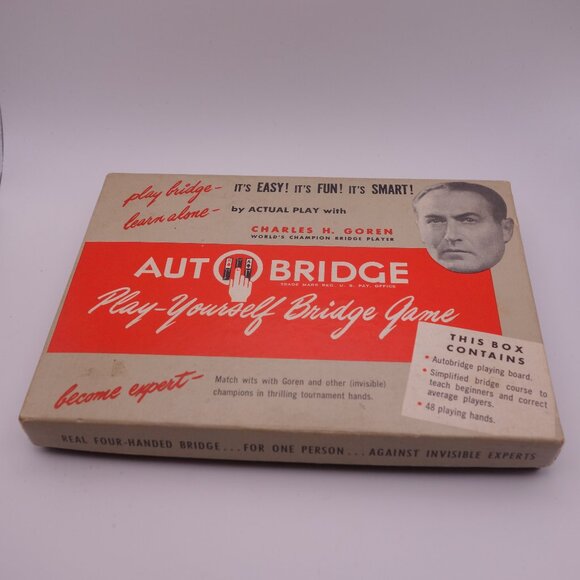 play bridge—
learn alone—
IT'S EASY! IT'S FUN! IT'S SMART!
by ACTUAL PLAY with
CHARLES H. GOREN
WORLD'S CHAMPION BRIDGE PLAYER
AUTOBRIDGE
TRADE MARK REG. U. S. PAT. OFFICE
Play-Yourself Bridge Game
become expert—
Match wits with Goren and other (invisible)
champions in thrilling tournament hands.
THIS BOX
CONTAINS
• Autobridge playing board.
• Simplified bridge course to
teach beginners and correct
average players.
• 48 playing hands.
REAL FOUR-HANDED BRIDGE...FOR ONE PERSON...AGAINST INVISIBLE EXPERTS